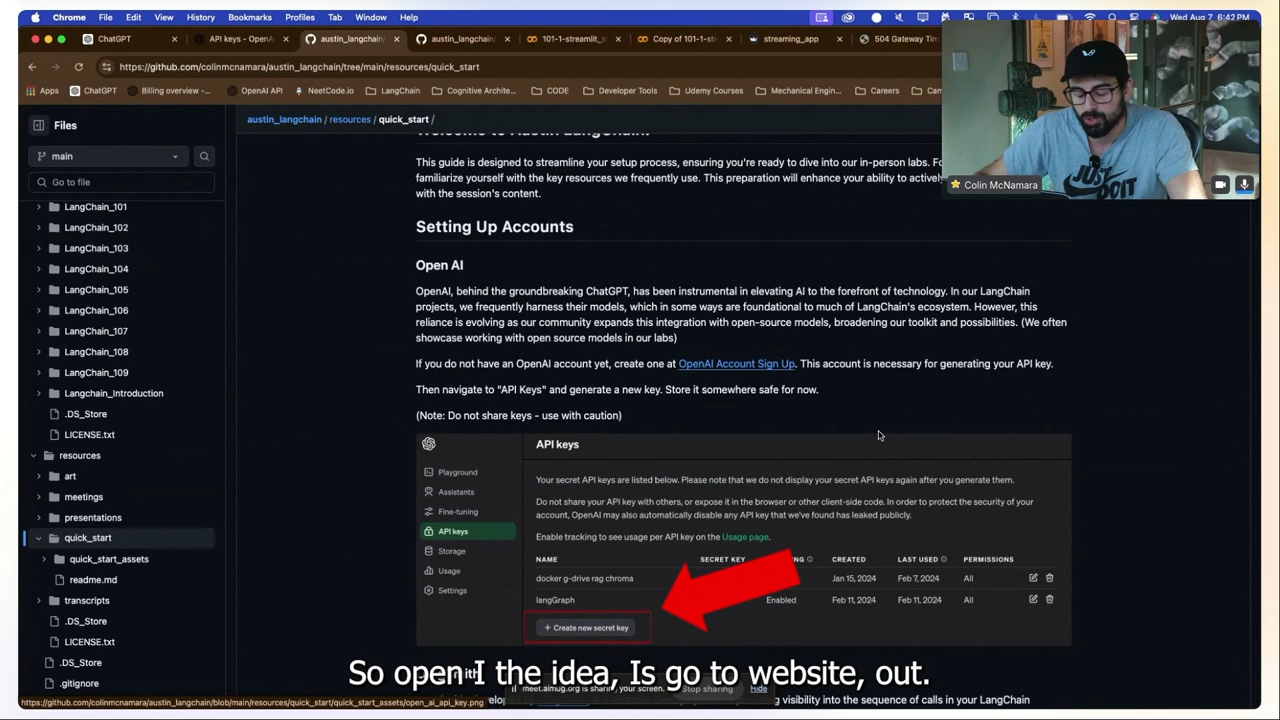 Chrome File Edit View History Bookmarks Profiles Tab Window Help Wed Aug 7 6:42 PM
ChatGPT × API keys - OpenA × austin_langchain/ × austin_langchain/ × 101-1-streamlit_s × Copy of 101-1-st × streaming_app × 504 Gateway Tim
https://github.com/colinmcnamara/austin_langchain/tree/main/resources/quick_start
Apps ChatGPT Billing overview -... OpenAI API NeetCode.io LangChain Cognitive Archite... CODE Developer Tools Udemy Courses Mechanical Engine... Careers
Files
austin_langchain / resources / quick_start /
main
Go to file
LangChain_101
LangChain_102
LangChain_103
LangChain_104
LangChain_105
LangChain_106
LangChain_107
LangChain_108
LangChain_109
Langchain_Introduction
.DS_Store
LICENSE.txt
resources
art
meetings
presentations
quick_start
quick_start_assets
readme.md
transcripts
.DS_Store
LICENSE.txt
.DS_Store
.gitignore
Welcome to Austin LangChain!
This guide is designed to streamline your setup process, ensuring you're ready to dive into our in-person labs.
familiarize yourself with the key resources we frequently use. This preparation will enhance your ability to actively
with the session's content.
Setting Up Accounts
Open AI
OpenAI, behind the groundbreaking ChatGPT, has been instrumental in elevating AI to the forefront of technology. In our LangChain
projects, we frequently harness their models, which in some ways are foundational to much of LangChain's ecosystem. However, this
reliance is evolving as our community expands this integration with open-source models, broadening our toolkit and possibilities. (We often
showcase working with open source models in our labs)
If you do not have an OpenAI account yet, create one at OpenAI Account Sign Up. This account is necessary for generating your API key.
Then navigate to "API Keys" and generate a new key. Store it somewhere safe for now.
(Note: Do not share keys - use with caution)
Playground
Assistants
Fine-tuning
API keys
Storage
Usage
Settings
API keys
Your secret API keys are listed below. Please note that we do not display your secret API keys again after you generate them.
Do not share your API key with others, or expose it in the browser or other client-side code. In order to protect the security of your
account, OpenAI may also automatically disable any API key that we've found has leaked publicly.
Enable tracking to see usage per API key on the Usage page.
NAME SECRET KEY CREATED LAST USED PERMISSIONS
docker g-drive rag chroma Jan 15, 2024 Feb 7, 2024 All
langGraph Enabled Feb 11, 2024 Feb 11, 2024 All
+ Create new secret key
Colin McNamara
JUST DO IT
So open I the idea, Is go to website, out.
meet.aimug.org is sharing your screen. Stop sharing Hide
visibility into the sequence of calls in your LangChain
https://github.com/colinmcnamara/austin_langchain/blob/main/resources/quick_start/quick_start_assets/open_ai_api_key.png